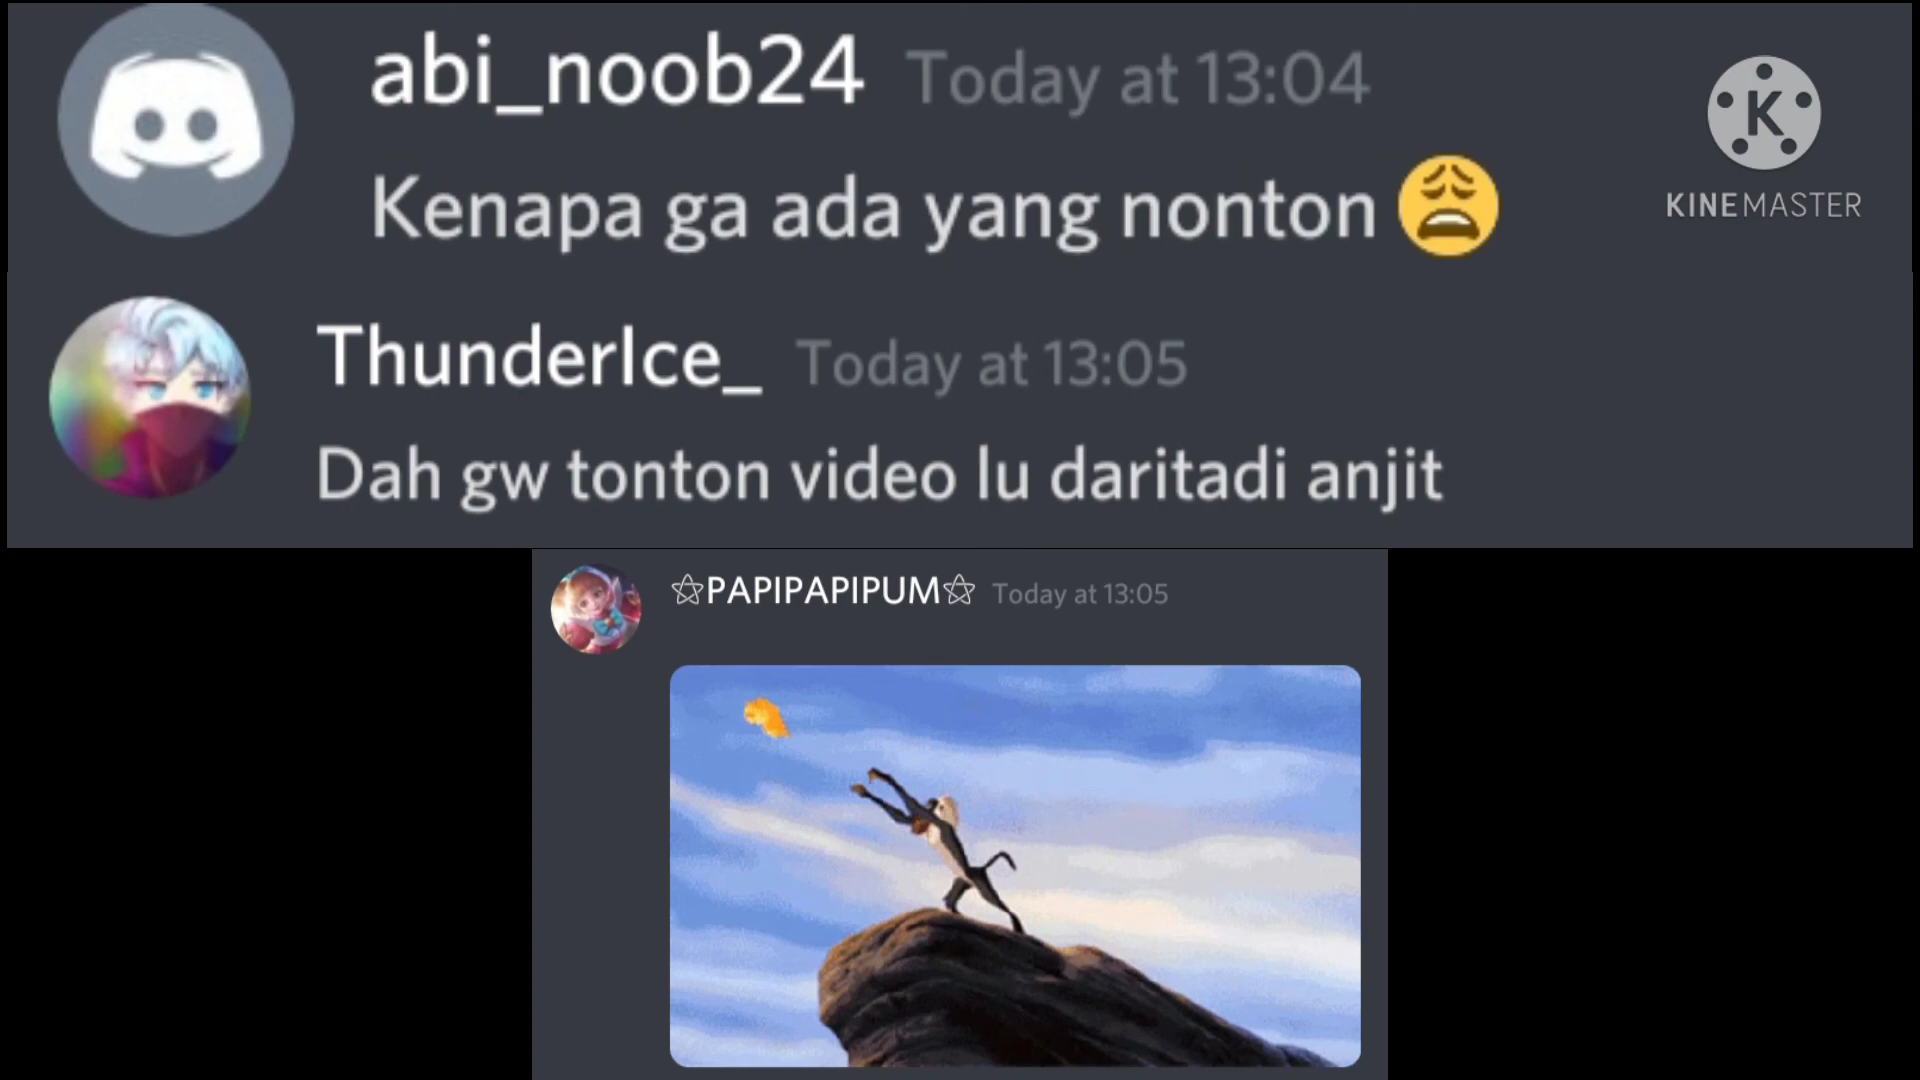 abi_noob24 Today at 13:04
Kenapa ga ada yang nonton 😩
KINEMASTER
ThunderIce_ Today at 13:05
Dah gw tonton video lu daritadi anjit
⚝PAPIPAPIPUM⚝ Today at 13:05